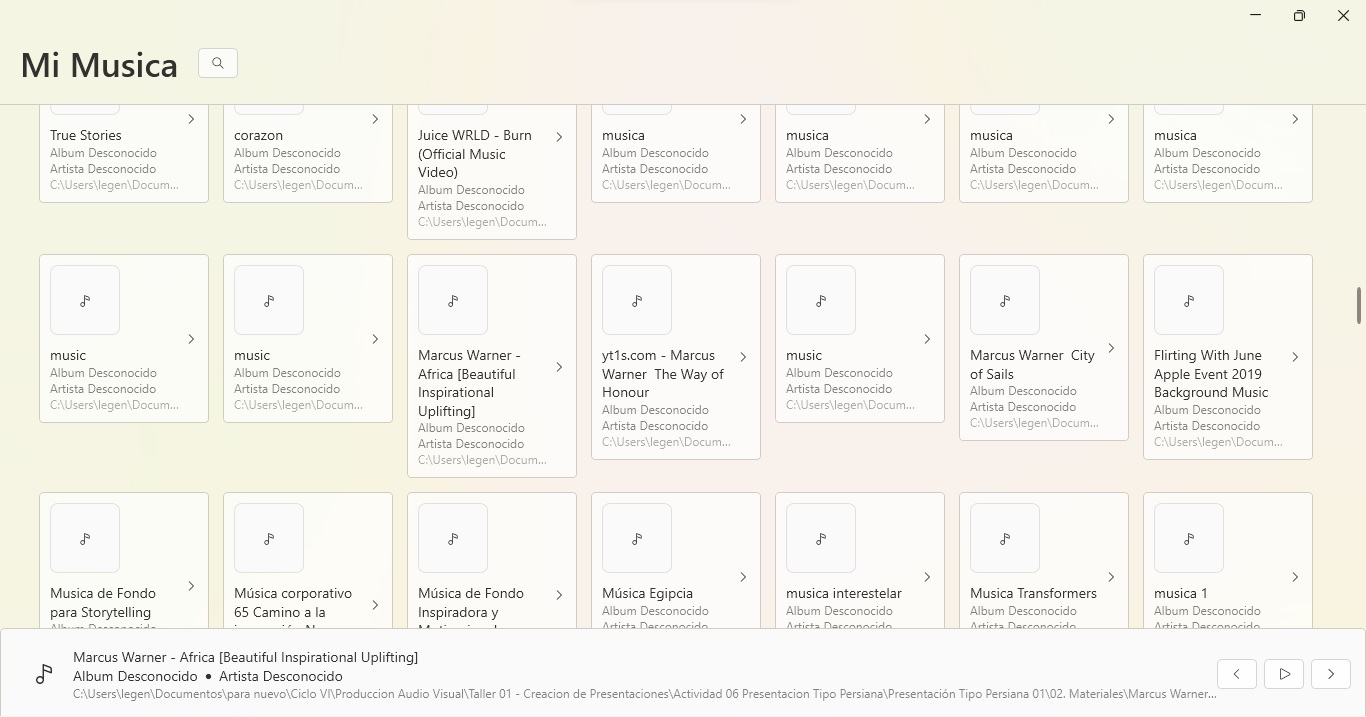 Mi Musica
True Stories
Album Desconocido
Artista Desconocido
C:\Users\legen\Docum...
corazon
Album Desconocido
Artista Desconocido
C:\Users\legen\Docum...
Juice WRLD - Burn
(Official Music
Video)
Album Desconocido
Artista Desconocido
C:\Users\legen\Docum...
musica
Album Desconocido
Artista Desconocido
C:\Users\legen\Docum...
musica
Album Desconocido
Artista Desconocido
C:\Users\legen\Docum...
musica
Album Desconocido
Artista Desconocido
C:\Users\legen\Docum...
musica
Album Desconocido
Artista Desconocido
C:\Users\legen\Docum...
music
Album Desconocido
Artista Desconocido
C:\Users\legen\Docum...
music
Album Desconocido
Artista Desconocido
C:\Users\legen\Docum...
Marcus Warner -
Africa [Beautiful
Inspirational
Uplifting]
Album Desconocido
Artista Desconocido
C:\Users\legen\Docum...
yt1s.com - Marcus
Warner  The Way of
Honour
Album Desconocido
Artista Desconocido
C:\Users\legen\Docum...
music
Album Desconocido
Artista Desconocido
C:\Users\legen\Docum...
Marcus Warner  City
of Sails
Album Desconocido
Artista Desconocido
C:\Users\legen\Docum...
Flirting With June
Apple Event 2019
Background Music
Album Desconocido
Artista Desconocido
C:\Users\legen\Docum...
Musica de Fondo
para Storytelling
Album Desconocido
Música corporativo
65 Camino a la
Música de Fondo
Inspiradora y
Música Egipcia
Album Desconocido
Artista Desconocido
musica interestelar
Album Desconocido
Artista Desconocido
Musica Transformers
Album Desconocido
Artista Desconocido
musica 1
Album Desconocido
Artista Desconocido
Marcus Warner - Africa [Beautiful Inspirational Uplifting]
Album Desconocido • Artista Desconocido
C:\Users\legen\Documentos\para nuevo\Ciclo VI\Produccion Audio Visual\Taller 01 - Creacion de Presentaciones\Actividad 06 Presentacion Tipo Persiana\Presentación Tipo Persiana 01\02. Materiales\Marcus Warner...